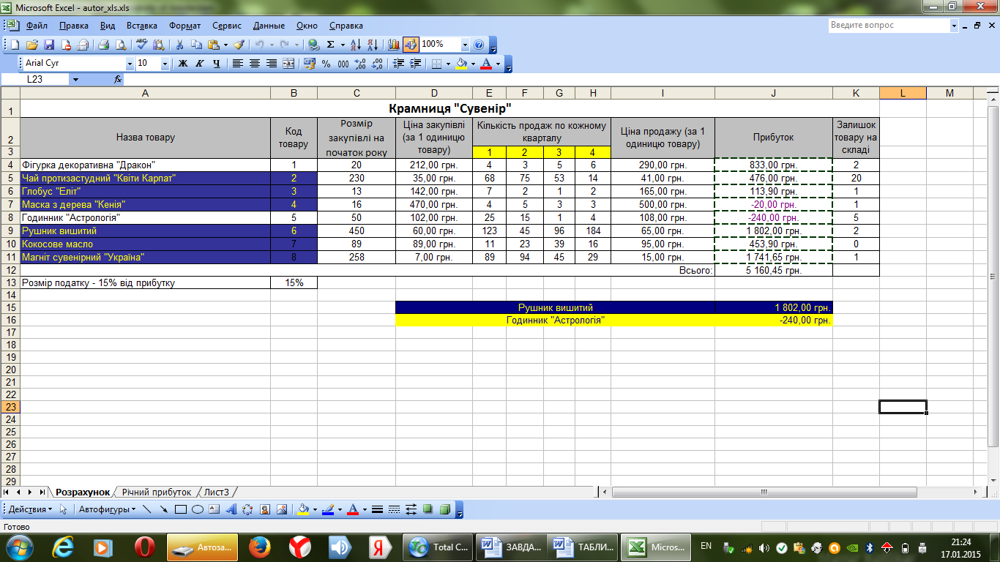 Microsoft Excel - autor_xls.xls
Файл Правка Вид Вставка Формат Сервис Данные Окно Справка Введите вопрос
100%
Arial Cyr 10 Ж К Ч % 000
L23 fx
A B C D E F G H I J K L M
1 Крамниця "Сувенір"
2 Назва товару Код товару Розмір закупівлі на початок року Ціна закупівлі (за 1 одиницю товару) Кількість продаж по кожному кварталу Ціна продажу (за 1 одиницю товару) Прибуток Залишок товару на складі
3 1 2 3 4
4 Фігурка декоративна "Дракон" 1 20 212,00 грн. 4 3 5 6 290,00 грн. 833,00 грн. 2
5 Чай протизастудний "Квіти Карпат" 2 230 35,00 грн. 68 75 53 14 41,00 грн. 476,00 грн. 20
6 Глобус "Еліт" 3 13 142,00 грн. 7 2 1 2 165,00 грн. 113,90 грн. 1
7 Маска з дерева "Кенія" 4 16 470,00 грн. 4 5 3 3 500,00 грн. -20,00 грн. 1
8 Годинник "Астрологія" 5 50 102,00 грн. 25 15 1 4 108,00 грн. -240,00 грн. 5
9 Рушник вишитий 6 450 60,00 грн. 123 45 96 184 65,00 грн. 1 802,00 грн. 2
10 Кокосове масло 7 89 89,00 грн. 11 23 39 16 95,00 грн. 453,90 грн. 0
11 Магніт сувенірний "Україна" 8 258 7,00 грн. 89 94 45 29 15,00 грн. 1 741,65 грн. 1
12 Всього: 5 160,45 грн.
13 Розмір податку - 15% від прибутку 15%
14
15 Рушник вишитий 1 802,00 грн.
16 Годинник "Астрологія" -240,00 грн.
17
18
19
20
21
22
23
24
25
26
27
28
29
Розрахунок Річний прибуток Лист3
Действия Автофигуры
Готово
Автоза... Total C... ЗАВДА... ТАБЛИ... Micros... EN 21:24
17.01.2015